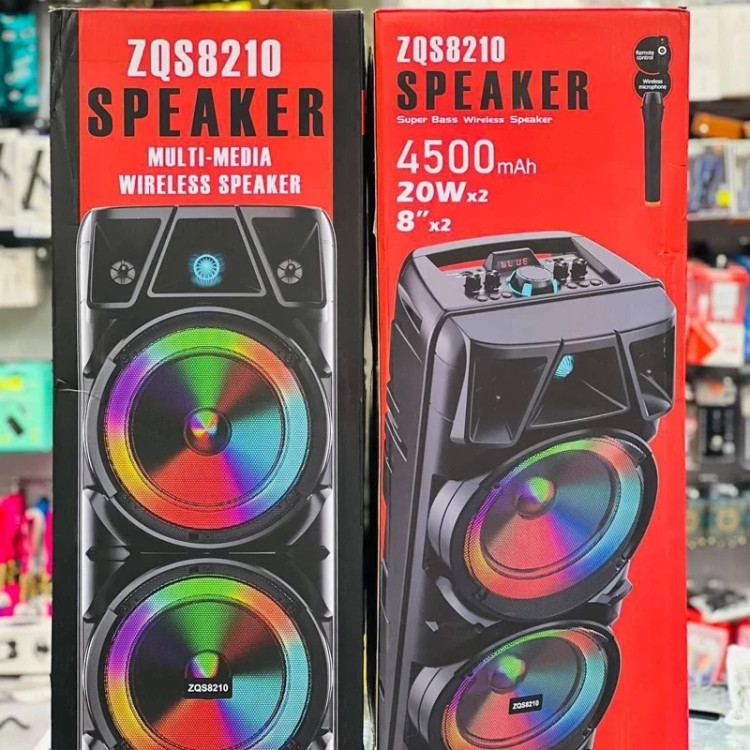 ZQS8210
SPEAKER
MULTI-MEDIA
WIRELESS SPEAKER
ZQS8210
ZQS8210
SPEAKER
Super Bass Wireless Speaker
4500mAh
20Wx2
8”x2
Remote
control
Wireless
microphone
BLUE
ZQS8210